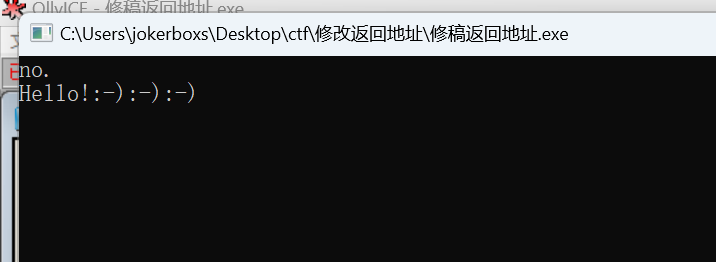 OllyICE - 修稿返回地址.exe
C:\Users\jokerboxs\Desktop\ctf\修改返回地址\修稿返回地址.exe
no.
Hello!:-):-):-)